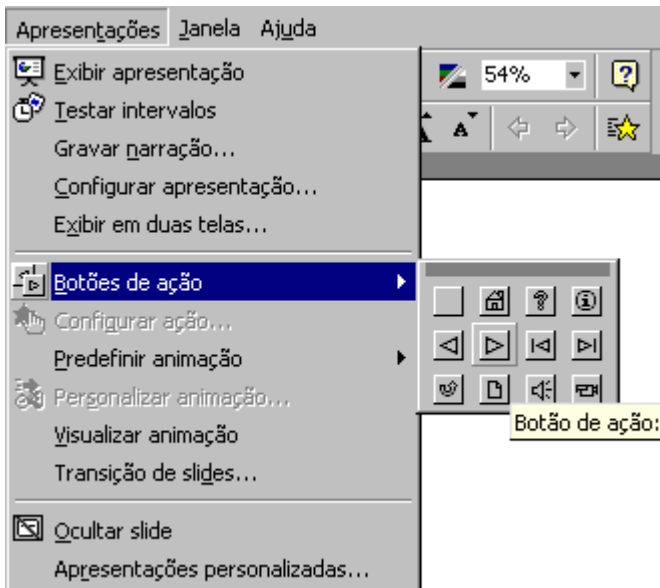 Apresentações Janela Ajuda
Exibir apresentação
54%
Testar intervalos
Gravar narração...
Configurar apresentação...
Exibir em duas telas...
Botões de ação
Configurar ação...
Predefinir animação
Personalizar animação...
Botão de ação:
Visualizar animação
Transição de slides...
Ocultar slide
Apresentações personalizadas...